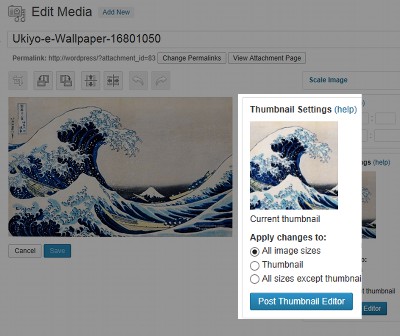 Edit Media Add New
Ukiyo-e-Wallpaper-16801050
Permalink: http://wordpress/?attachment_id=83 Change Permalinks View Attachment Page
Scale Image
Thumbnail Settings (help)
Current thumbnail
Apply changes to:
All image sizes
Thumbnail
All sizes except thumbnai
Post Thumbnail Editor
Cancel Save
(help)
Editor